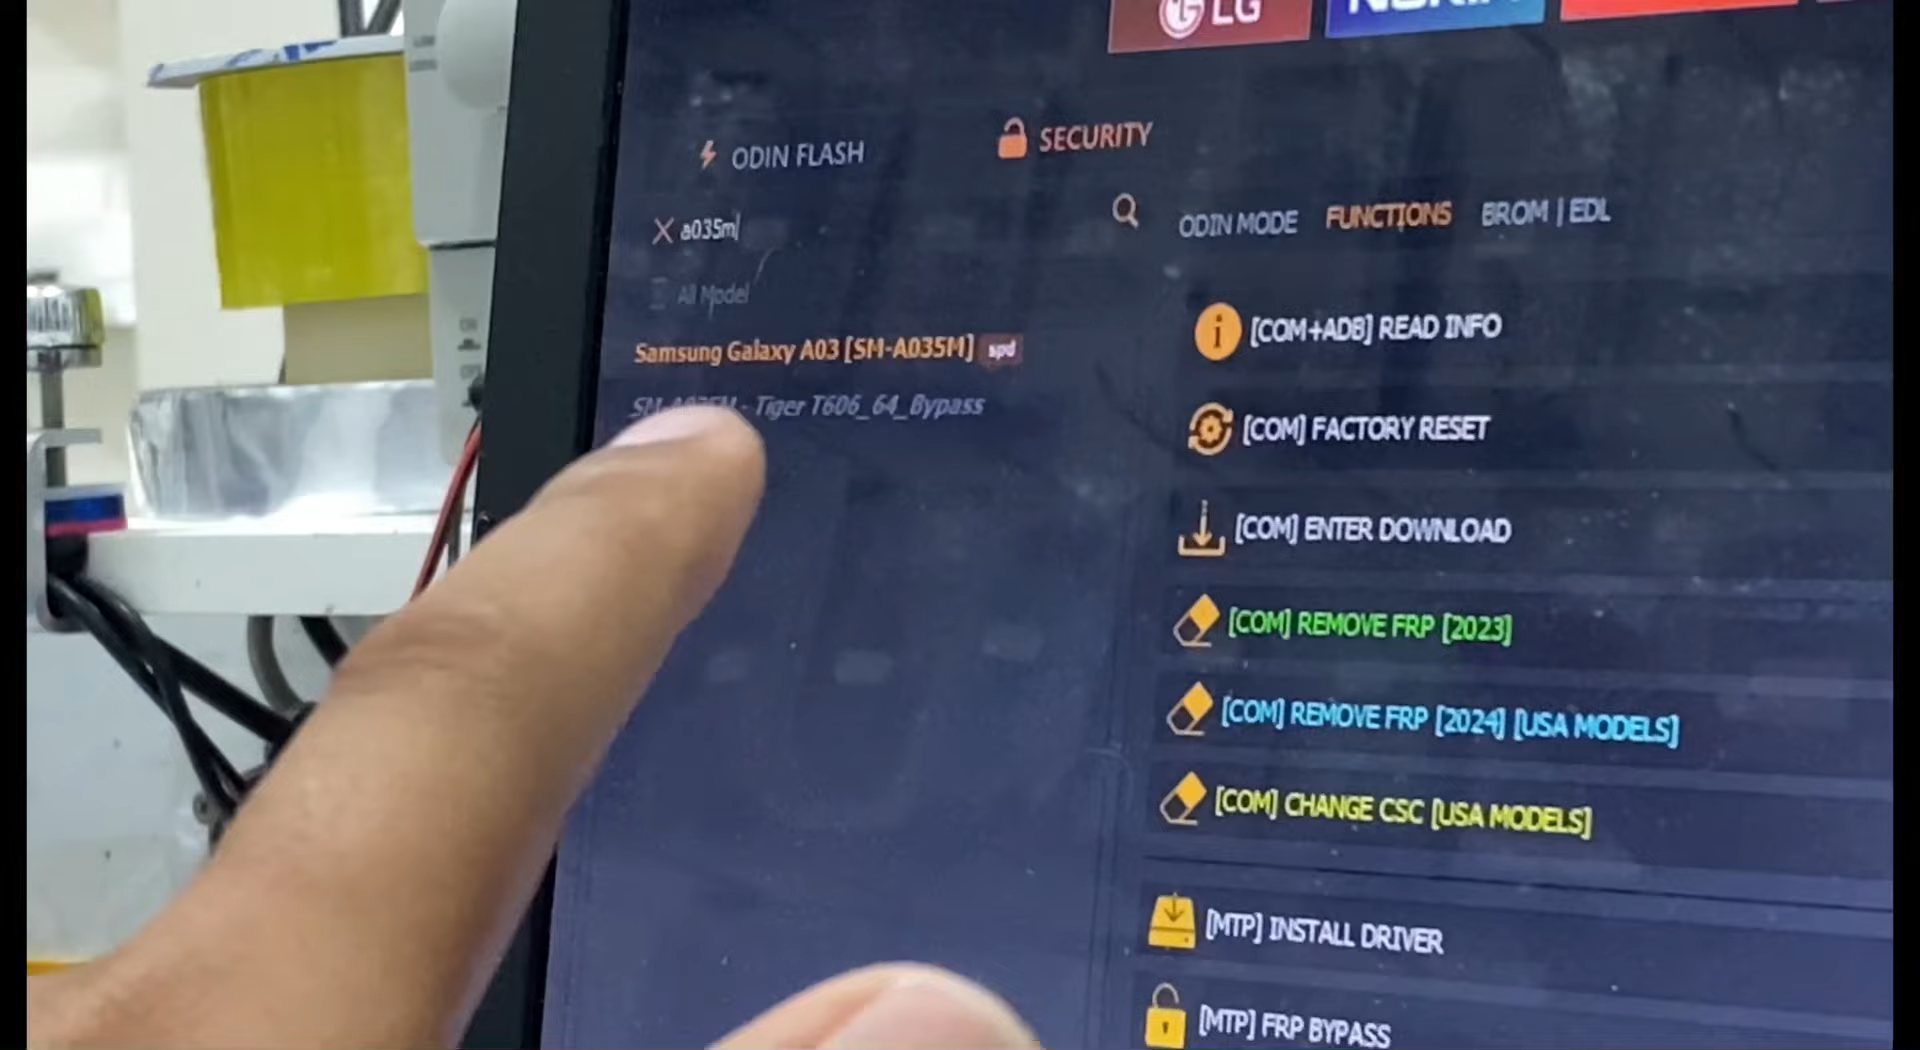 LG
ODIN FLASH
SECURITY
a035m
ODIN MODE FUNCTIONS BROM | EDL
All Model
Samsung Galaxy A03 [SM-A035M] spd
- Tiger T606_64_Bypass
[COM+ADB] READ INFO
[COM] FACTORY RESET
[COM] ENTER DOWNLOAD
[COM] REMOVE FRP [2023]
[COM] REMOVE FRP [2024] [USA MODELS]
[COM] CHANGE CSC [USA MODELS]
[MTP] INSTALL DRIVER
[MTP] FRP BYPASS